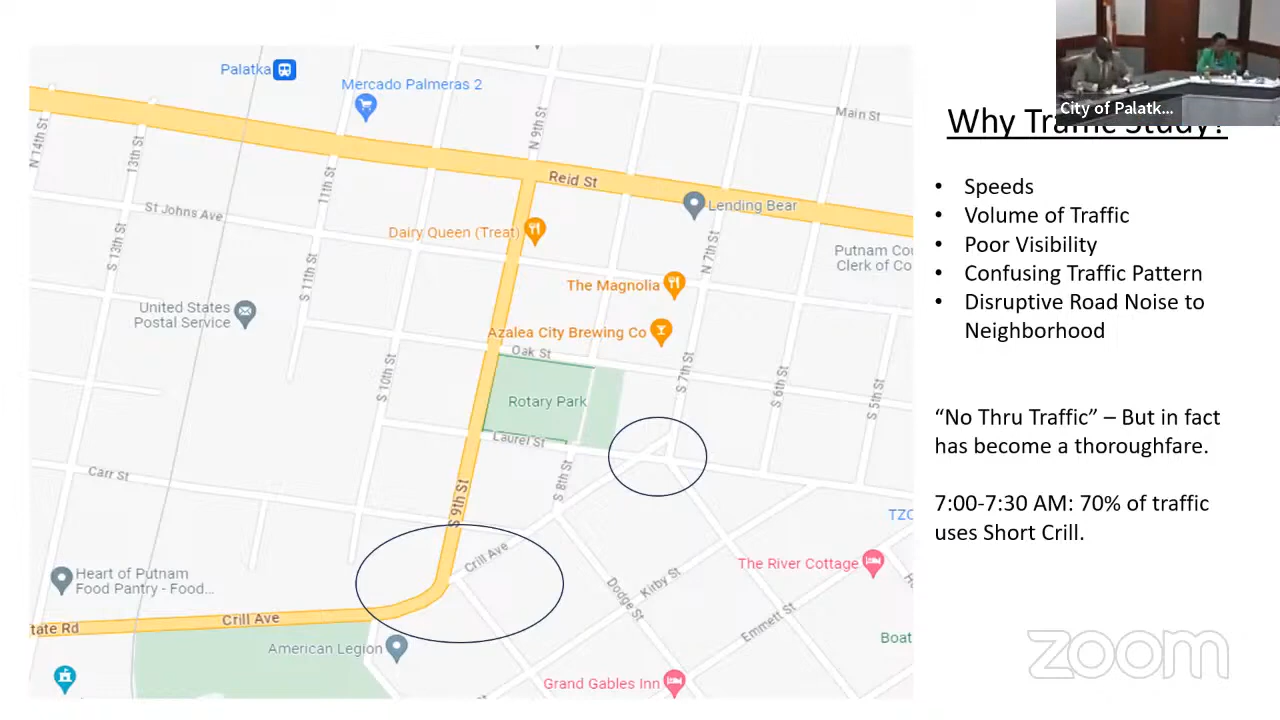 City of Palatk...
Why Traffic Study?
• Speeds
• Volume of Traffic
• Poor Visibility
• Confusing Traffic Pattern
• Disruptive Road Noise to
Neighborhood
“No Thru Traffic” – But in fact
has become a thoroughfare.
7:00-7:30 AM: 70% of traffic
uses Short Crill.
zoom
Palatka
Mercado Palmeras 2
Main St
N 14th St
13th St
11th St
N 9th St
Reid St
Lending Bear
St Johns Ave
Dairy Queen (Treat)
S 13th St
S 11th St
N 7th St
Putnam Cou
Clerk of Co
The Magnolia
United States
Postal Service
Azalea City Brewing Co
Oak St
S 10th St
S 7th St
S 6th St
S 5th St
Rotary Park
Laurel St
Carr St
S 8th St
S 9th St
TZO
Crill Ave
The River Cottage
Heart of Putnam
Food Pantry - Food...
Dodge St
Kirby St
Emmett St
tate Rd
Crill Ave
Boat
American Legion
Grand Gables Inn